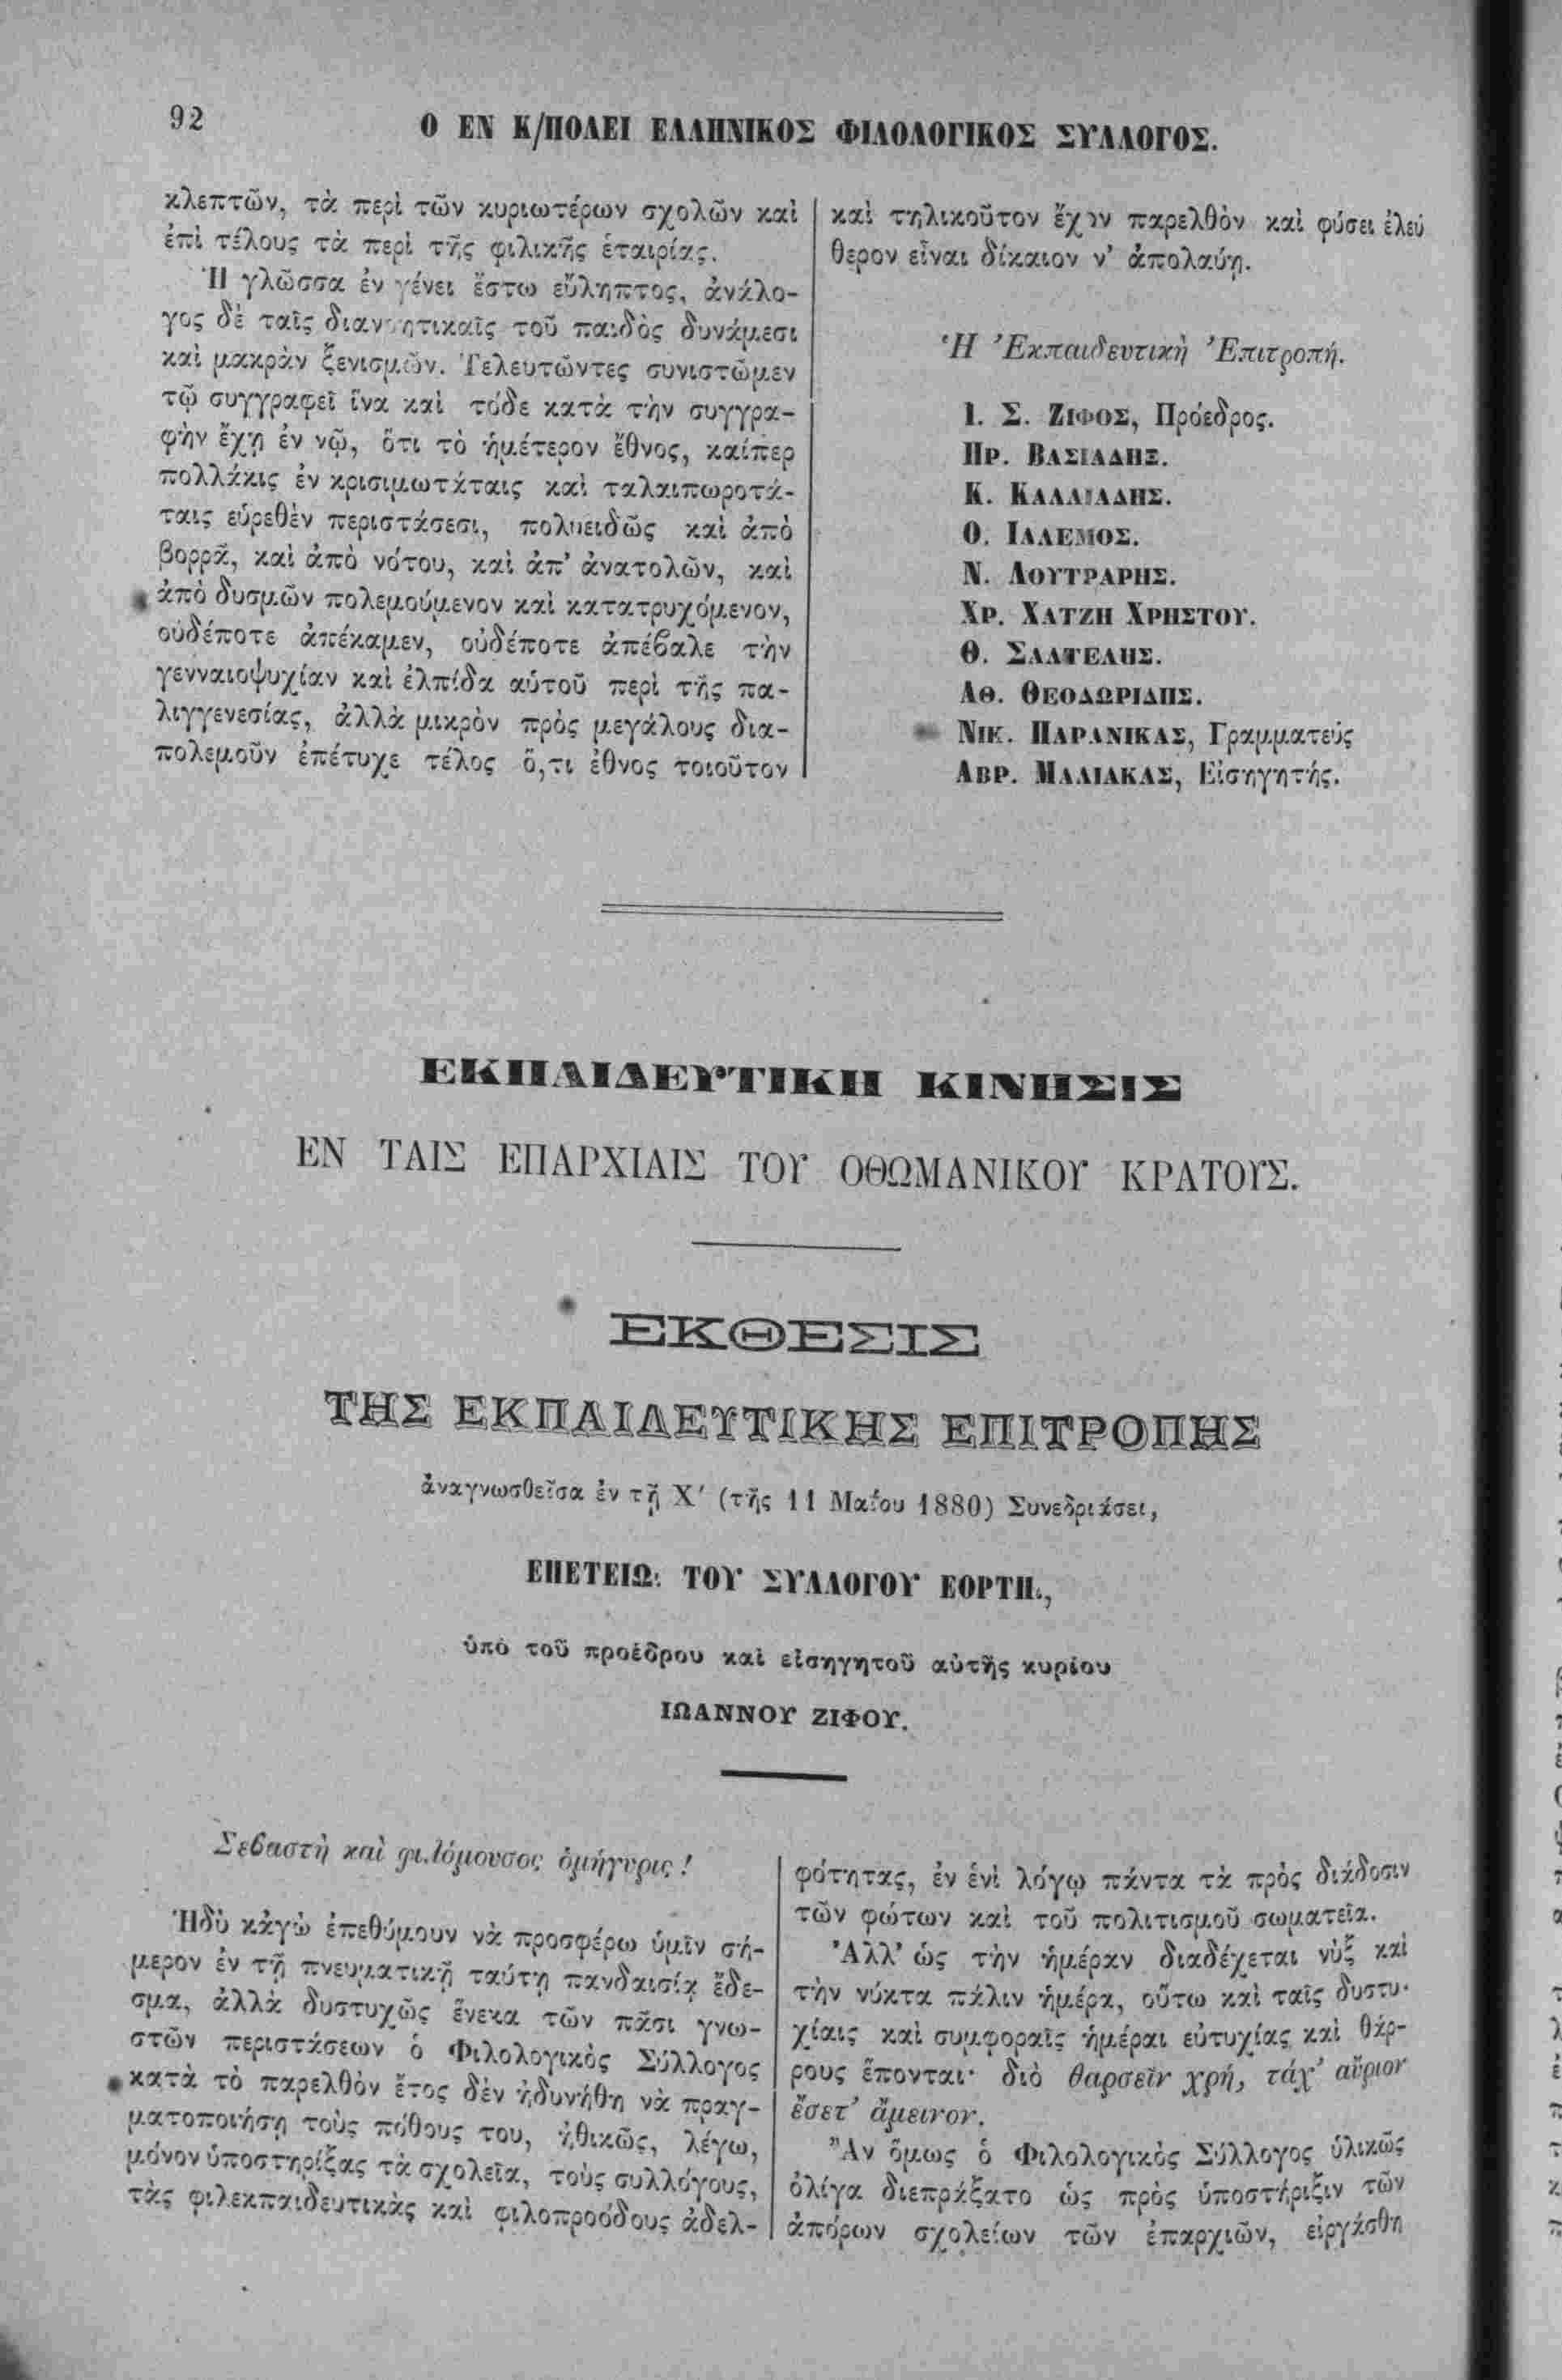 92
Ο ΕΝ Κ/ΠΟΛΕΙ ΕΛΛΗΝΙΚΟΣ ΦΙΛΟΛΟΓΙΚΟΣ ΣΥΛΛΟΓΟΣ.
κλεπτῶν, τὰ περὶ τῶν κυριωτέρων σχολῶν καὶ
ἐπὶ τέλους τὰ περὶ τῆς φιλικῆς ἑταιρίας.
Ἡ γλῶσσα ἐν γένει ἔστω εὔληπτος, ἀνάλο-
γος δὲ ταῖς διανοητικαῖς τοῦ παιδὸς δυνάμεσι
καὶ μακρὰν ξενισμῶν. Τελευτῶντες συνιστῶμεν
τῷ συγγραφεῖ ἵνα καὶ τόδε κατὰ τὴν συγγρα-
φὴν ἔχῃ ἐν νῷ, ὅτι τὸ ἡμέτερον ἔθνος, καίπερ
πολλάκις ἐν κρισιμωτάταις καὶ ταλαιπωροτά-
ταις εὑρεθὲν περιστάσεσι, πολυειδῶς καὶ ἀπὸ
βορρᾶ, καὶ ἀπὸ νότου, καὶ ἀπ’ ἀνατολῶν, καὶ
ἀπὸ δυσμῶν πολεμούμενον καὶ κατατρυχόμενον,
οὐδέποτε ἀπέκαμεν, οὐδέποτε ἀπέβαλε τὴν
γενναιοψυχίαν καὶ ἐλπίδα αὑτοῦ περὶ τῆς πα-
λιγγενεσίας, ἀλλὰ μικρὸν πρὸς μεγάλους δια-
πολεμοῦν ἐπέτυχε τέλος ὅ,τι ἔθνος τοιοῦτον
καὶ τηλικοῦτον ἔχον παρελθὸν καὶ φύσει ἐλεύ
θερον εἶναι δίκαιον ν’ ἀπολαύῃ.
Ἡ Ἐκπαιδευτικὴ Ἐπιτροπή.
Ι. Σ. ΖΙΦΟΣ, Πρόεδρος.
ΗΡ. ΒΑΣΙΑΔΗΣ.
Κ. ΚΑΛΛΙΑΔΗΣ.
Ο. ΙΑΛΕΜΟΣ.
Ν. ΛΟΥΤΡΑΡΗΣ.
ΧΡ. ΧΑΤΖΗ ΧΡΗΣΤΟΥ.
Θ. ΣΑΛΤΕΛΗΣ.
ΑΘ. ΘΕΟΔΩΡΙΔΗΣ.
ΝΙΚ. ΠΑΡΑΝΙΚΑΣ, Γραμματεύς
ΑΒΡ. ΜΑΛΙΑΚΑΣ, Εἰσηγητής.
ΕΚΠΑΙΔΕΥΤΙΚΗ ΚΙΝΗΣΙΣ
ΕΝ ΤΑΙΣ ΕΠΑΡΧΙΑΙΣ ΤΟΥ ΟΘΩΜΑΝΙΚΟΥ ΚΡΑΤΟΥΣ.
ΕΚΘΕΣΙΣ
ΤΗΣ ΕΚΠΑΙΔΕΥΤΙΚΗΣ ΕΠΙΤΡΟΠΗΣ
ἀναγνωσθεῖσα ἐν τῇ Χ′ (τῆς 11 Μαΐου 1880) Συνεδριάσει,
ΕΠΕΤΕΙΩι ΤΟΥ ΣΥΛΛΟΓΟΥ ΕΟΡΤΗι,
ὑπὸ τοῦ προέδρου καὶ εἰσηγητοῦ αὐτῆς κυρίου
ΙΩΑΝΝΟΥ ΖΙΦΟΥ.
Σεβαστὴ καὶ φιλόμουσος ὁμήγυρις!
Ἡδὺ κἀγὼ ἐπεθύμουν νὰ προσφέρω ὑμῖν σή-
μερον ἐν τῇ πνευματικῇ ταύτῃ πανδαισίᾳ ἔδε-
σμα, ἀλλὰ δυστυχῶς ἕνεκα τῶν πᾶσι γνω-
στῶν περιστάσεων ὁ Φιλολογικὸς Σύλλογος
κατὰ τὸ παρελθὸν ἔτος δὲν ἠδυνήθη νὰ πραγ-
ματοποιήσῃ τοὺς πόθους του, ἠθικῶς, λέγω,
μόνον ὑποστηρίξας τὰ σχολεῖα, τοὺς συλλόγους,
τὰς φιλεκπαιδευτικὰς καὶ φιλοπροόδους ἀδελ-
φότητας, ἐν ἑνὶ λόγῳ πάντα τὰ πρὸς διάδοσιν
τῶν φώτων καὶ τοῦ πολιτισμοῦ σωματεῖα.
Ἀλλ’ ὡς τὴν ἡμέραν διαδέχεται νὺξ καὶ
τὴν νύκτα πάλιν ἡμέρα, οὕτω καὶ ταῖς δυστυ-
χίαις καὶ συμφοραῖς ἡμέραι εὐτυχίας καὶ θάρ-
ρους ἕπονται· διὸ θαρσεῖν χρή, τάχ’ αὔριον
ἔσετ’ ἄμεινον.
Ἂν ὅμως ὁ Φιλολογικὸς Σύλλογος ὑλικῶς
ὀλίγα διεπράξατο ὡς πρὸς ὑποστήριξιν τῶν
ἀπόρων σχολείων τῶν ἐπαρχιῶν, εἰργάσθη